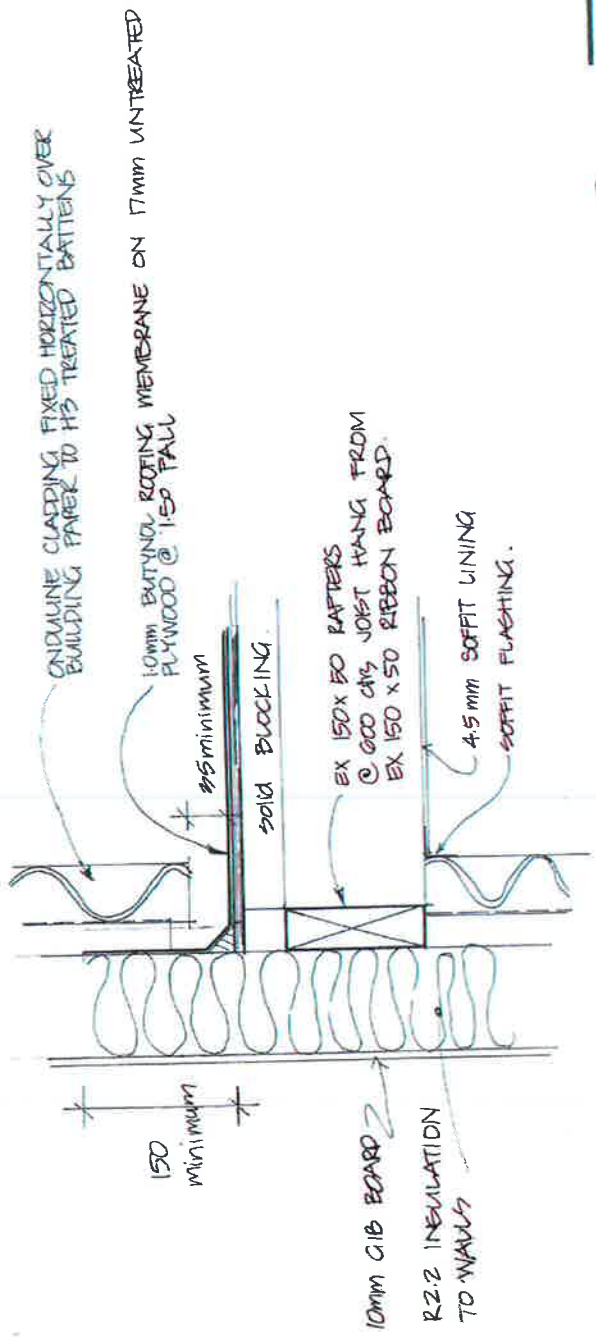 ONDULINE CLADDING FIXED HORIZONTALLY OVER
BUILDING PAPER TO H3 TREATED BATTENS
1.0mm BUTYNOL ROOFING MEMBRANE ON 17mm UNTREATED
PLYWOOD @ 1:50 FALL
35 minimum
solid BLOCKING
EX 150 x 50 RAFTERS
@ 600 crs JOIST HANG FROM
EX 150 x 50 RIBBON BOARD.
4.5 mm SOFFIT LINING
SOFFIT FLASHING.
150
minimum
10mm GIB BOARD
R2.2 INSULATION
TO WALLS